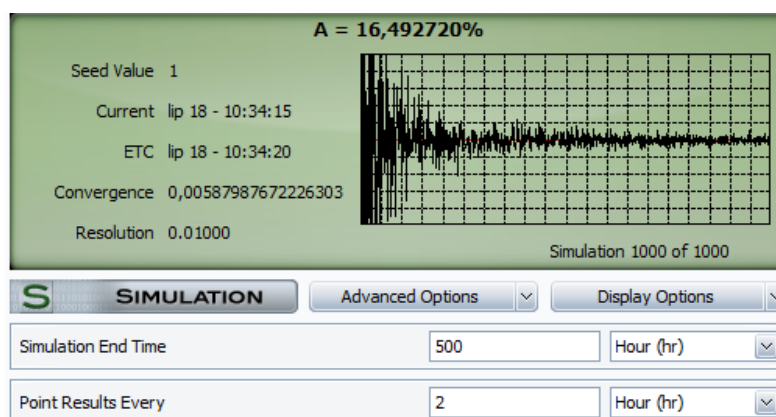 A = 16,492720%
Seed Value 1
Current lip 18 - 10:34:15
ETC lip 18 - 10:34:20
Convergence 0,00587987672226303
Resolution 0.01000
Simulation 1000 of 1000
S SIMULATION Advanced Options Display Options
Simulation End Time 500 Hour (hr)
Point Results Every 2 Hour (hr)